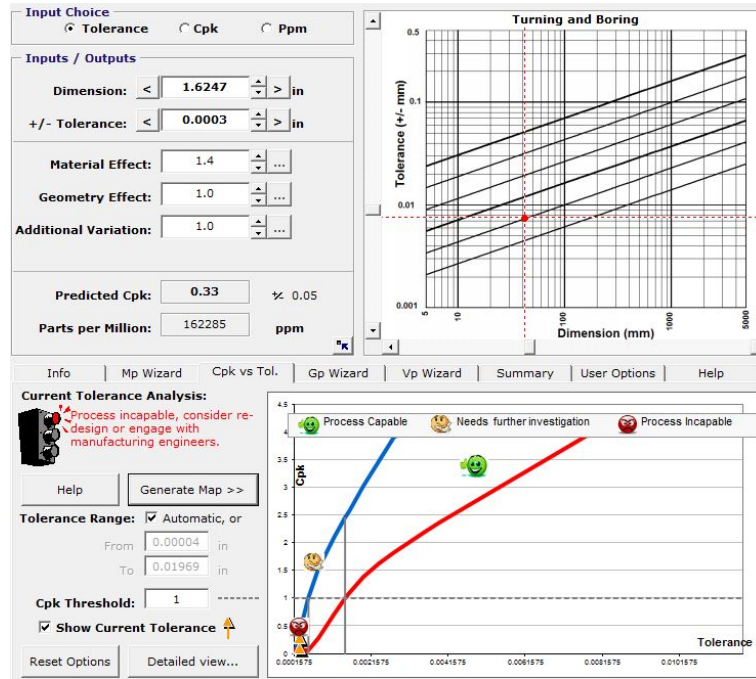 Input Choice
Tolerance Cpk Ppm
Inputs / Outputs
Dimension: < 1.6247 > in
+/- Tolerance: < 0.0003 > in
Material Effect: 1.4 ...
Geometry Effect: 1.0 ...
Additional Variation: 1.0 ...
Predicted Cpk: 0.33 +/- 0.05
Parts per Million: 162285 ppm
Turning and Boring
Tolerance (+/- mm)
0.5
0.1
0.01
0.001
5 10 100 1000 5000
Dimension (mm)
Info Mp Wizard Cpk vs Tol. Gp Wizard Vp Wizard Summary User Options Help
Current Tolerance Analysis:
Process incapable, consider re-
design or engage with
manufacturing engineers.
Help Generate Map >>
Tolerance Range: Automatic, or
From 0.00004 in
To 0.01969 in
Cpk Threshold: 1
Show Current Tolerance
Reset Options Detailed view...
Process Capable Needs further investigation Process Incapable
Cpk
4.5
4
3.5
3
2.5
2
1.5
1
0.5
0
Tolerance
0.0001575 0.0021575 0.0041575 0.0061575 0.0081575 0.0101575